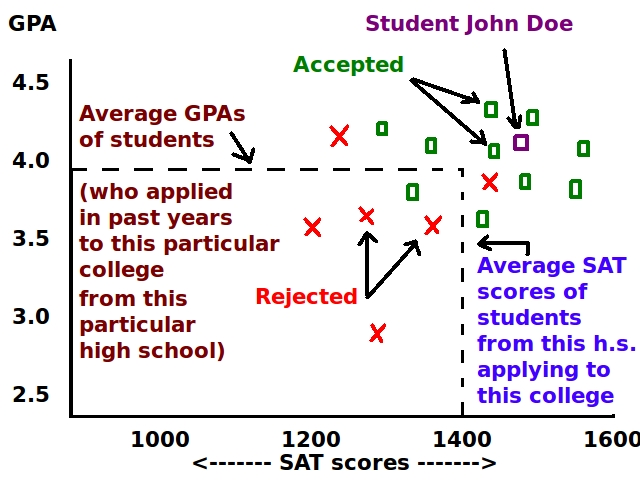 GPA
Student John Doe
Accepted
4.5
Average GPAs
of students
4.0
(who applied
in past years
to this particular
college
from this
particular
high school)
3.5
Rejected
Average SAT
scores of
students
from this h.s.
applying to
this college
3.0
2.5
1000 1200 1400 1600
<------- SAT scores ------->